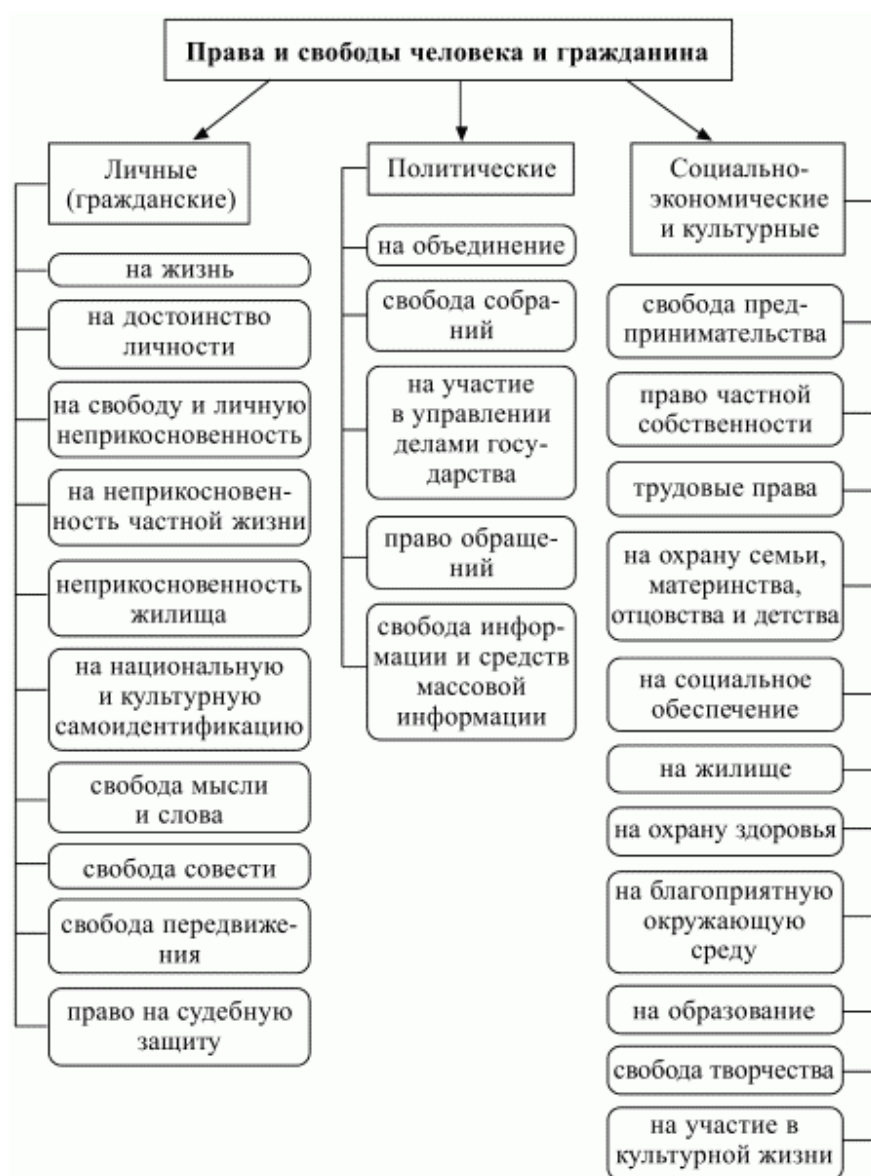 Права и свободы человека и гражданина
Личные
(гражданские)
на жизнь
на достоинство
личности
на свободу и личную
неприкосновенность
на неприкосновен-
ность частной жизни
неприкосновенность
жилища
на национальную
и культурную
самоидентификацию
свобода мысли
и слова
свобода совести
свобода передвиже-
ния
право на судебную
защиту
Политические
на объединение
свобода собра-
ний
на участие
в управлении
делами госу-
дарства
право обраще-
ний
свобода инфор-
мации и средств
массовой
информации
Социально-
экономические
и культурные
свобода пред-
принимательства
право частной
собственности
трудовые права
на охрану семьи,
материнства,
отцовства и детства
на социальное
обеспечение
на жилище
на охрану здоровья
на благоприятную
окружающую
среду
на образование
свобода творчества
на участие в
культурной жизни